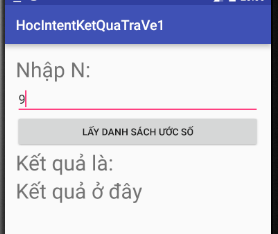 HocIntentKetQuaTraVe1
Nhập N:
9
LẤY DANH SÁCH ƯỚC SỐ
Kết quả là:
Kết quả ở đây